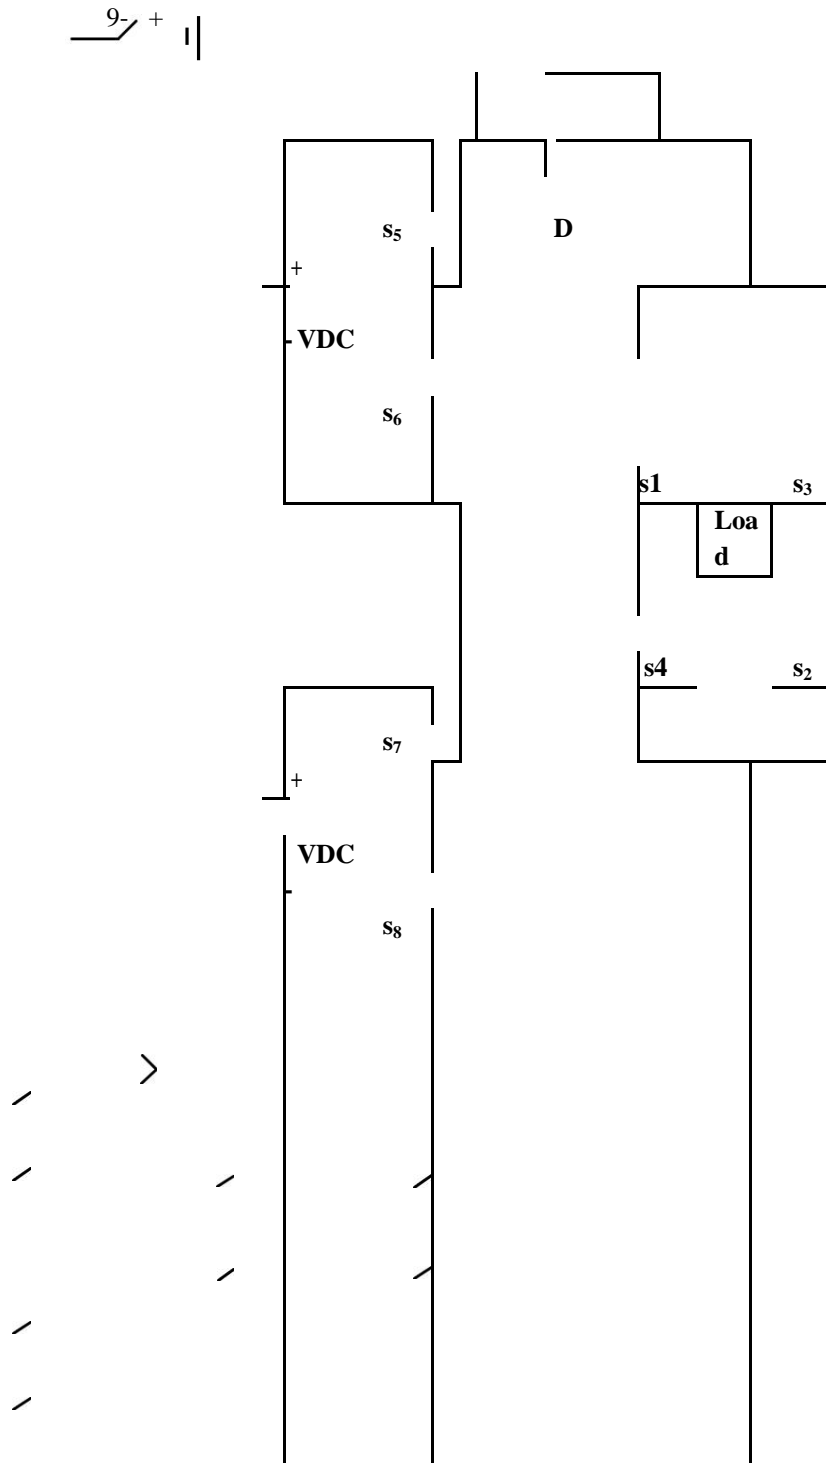 9- +
s₅
D
+
VDC
-
s₆
s1
s₃
Loa
d
s4
s₂
s₇
+
VDC
-
s₈